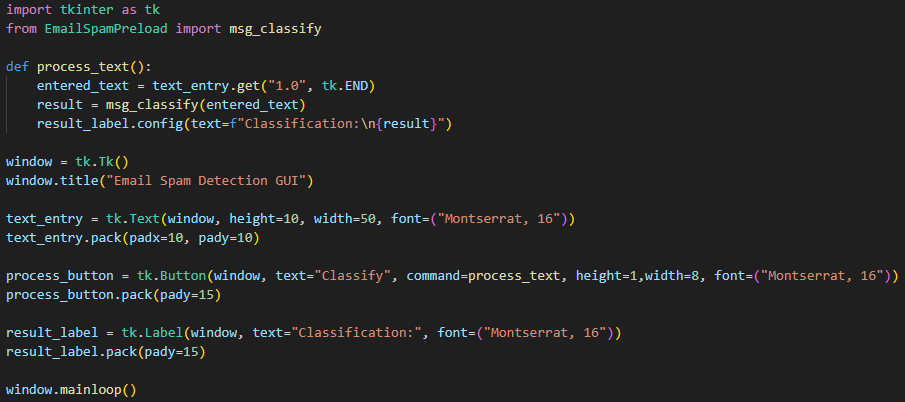 import tkinter as tk
from EmailSpamPreload import msg_classify

def process_text():
    entered_text = text_entry.get("1.0", tk.END)
    result = msg_classify(entered_text)
    result_label.config(text=f"Classification:\n{result}")

window = tk.Tk()
window.title("Email Spam Detection GUI")

text_entry = tk.Text(window, height=10, width=50, font=("Montserrat, 16"))
text_entry.pack(padx=10, pady=10)

process_button = tk.Button(window, text="Classify", command=process_text, height=1,width=8, font=("Montserrat, 16"))
process_button.pack(pady=15)

result_label = tk.Label(window, text="Classification:", font=("Montserrat, 16"))
result_label.pack(pady=15)

window.mainloop()